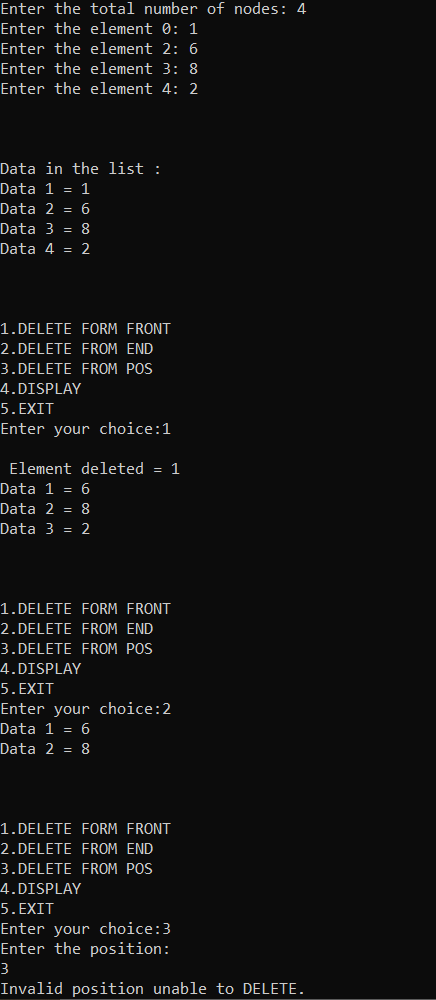 Enter the total number of nodes: 4
Enter the element 0: 1
Enter the element 2: 6
Enter the element 3: 8
Enter the element 4: 2
Data in the list :
Data 1 = 1
Data 2 = 6
Data 3 = 8
Data 4 = 2
1.DELETE FORM FRONT
2.DELETE FROM END
3.DELETE FROM POS
4.DISPLAY
5.EXIT
Enter your choice:1
Element deleted = 1
Data 1 = 6
Data 2 = 8
Data 3 = 2
1.DELETE FORM FRONT
2.DELETE FROM END
3.DELETE FROM POS
4.DISPLAY
5.EXIT
Enter your choice:2
Data 1 = 6
Data 2 = 8
1.DELETE FORM FRONT
2.DELETE FROM END
3.DELETE FROM POS
4.DISPLAY
5.EXIT
Enter your choice:3
Enter the position:
3
Invalid position unable to DELETE.